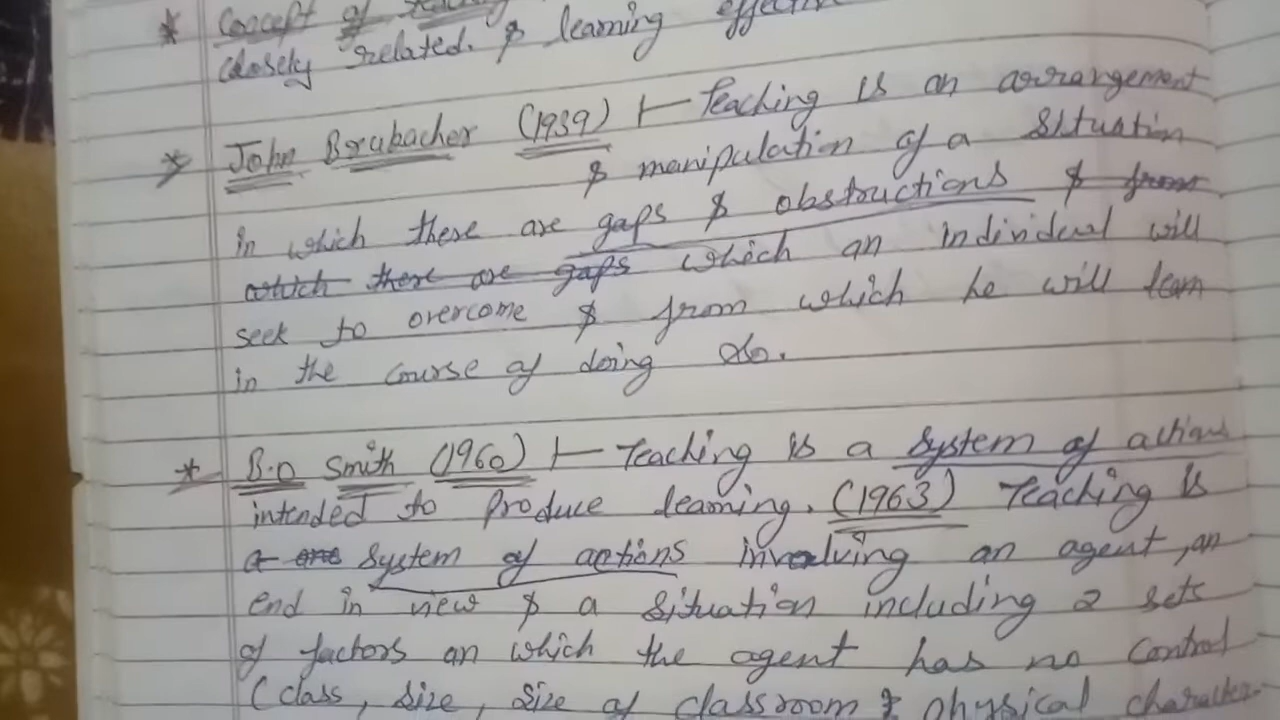 * Concept of
closely related. & learning
* John Brubacher (1939) :- Teaching is an arrangement
& manipulation of a situation
in which there are gaps & obstructions & from
which there are gaps which an individual will
seek to overcome & from which he will learn
in the course of doing so.
* B.O Smith (1960) :- Teaching is a system of actions
intended to produce learning. (1963) Teaching is
a system of actions involving an agent, an
end in view & a situation including 2 sets
of factors on which the agent has no control
(class, size, size of classroom & physical